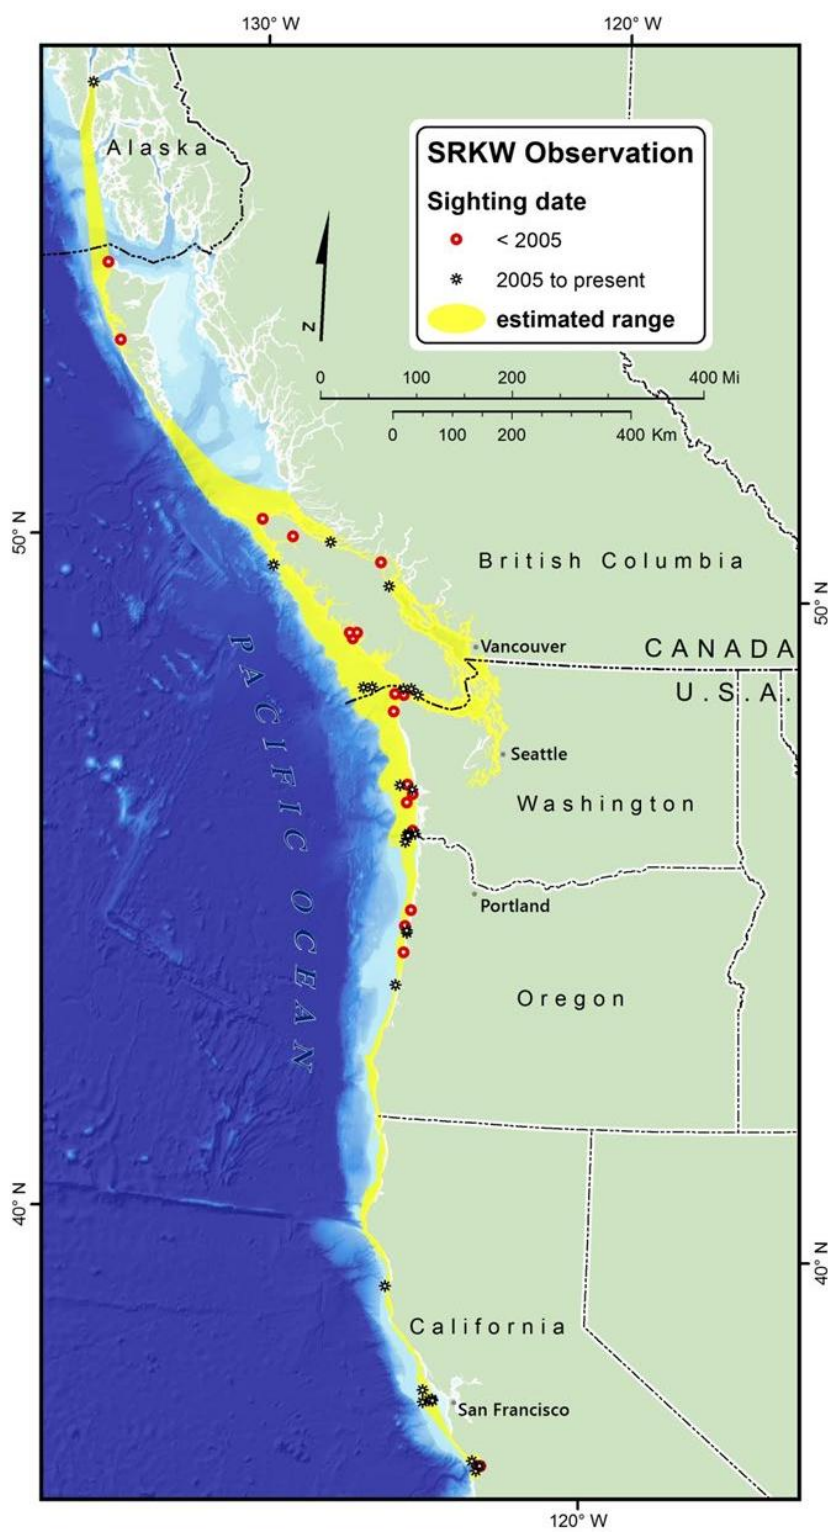 130° W
120° W
Alaska
SRKW Observation
Sighting date
< 2005
2005 to present
estimated range
N
0 100 200 400 Mi
0 100 200 400 Km
50° N
British Columbia
50° N
Vancouver
CANADA
U.S.A.
PACIFIC OCEAN
Seattle
Washington
Portland
Oregon
40° N
40° N
California
San Francisco
120° W